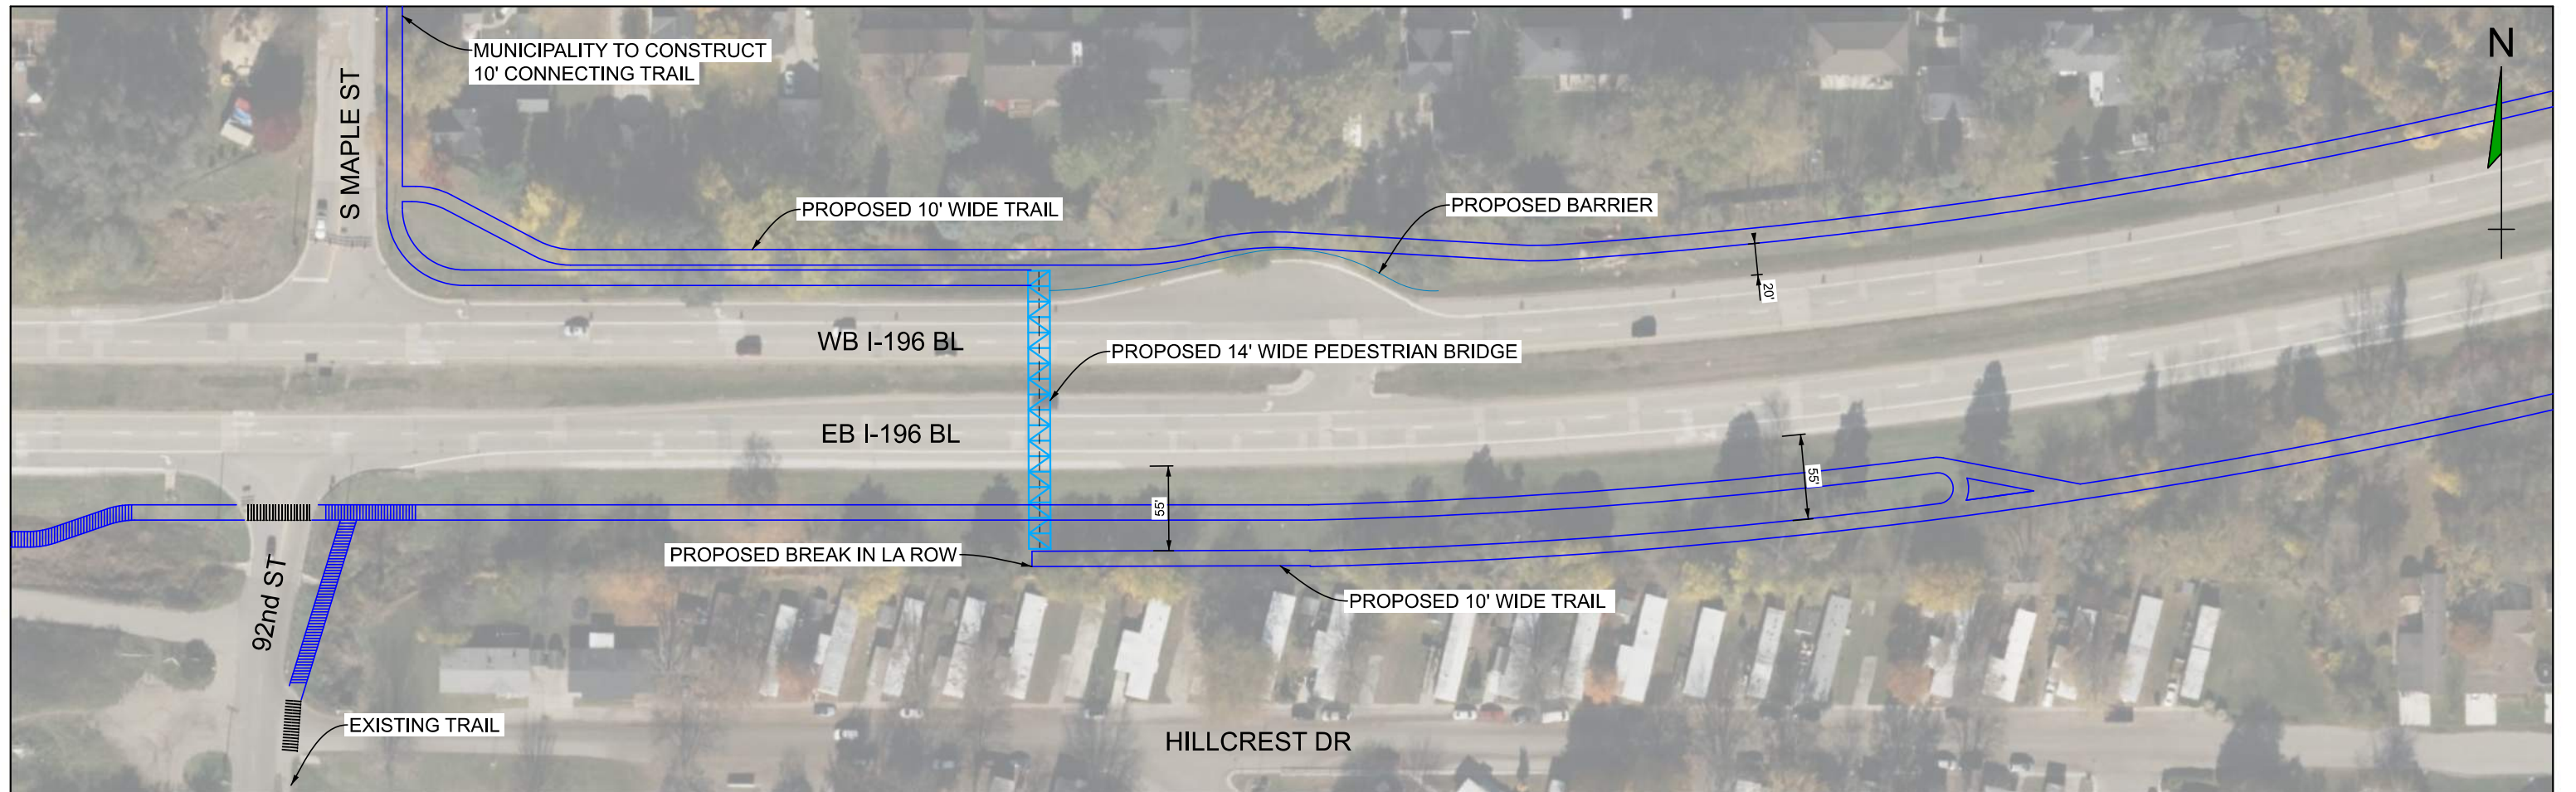 MUNICIPALITY TO CONSTRUCT
10' CONNECTING TRAIL
N
S MAPLE ST
PROPOSED 10' WIDE TRAIL
PROPOSED BARRIER
20'
WB I-196 BL
PROPOSED 14' WIDE PEDESTRIAN BRIDGE
EB I-196 BL
55'
55'
PROPOSED BREAK IN LA ROW
92nd ST
PROPOSED 10' WIDE TRAIL
EXISTING TRAIL
HILLCREST DR